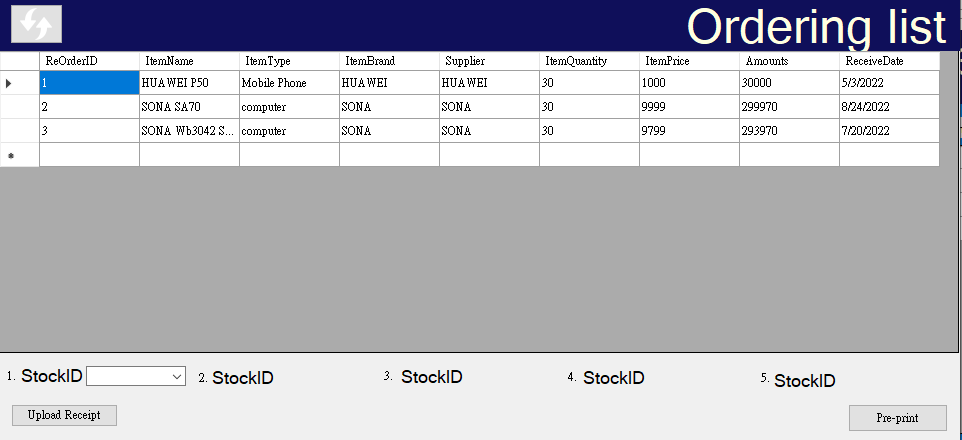 Ordering list
ReOrderID ItemName ItemType ItemBrand Supplier ItemQuantity ItemPrice Amounts ReceiveDate
1 HUAWEI P50 Mobile Phone HUAWEI HUAWEI 30 1000 30000 5/3/2022
2 SONA SA70 computer SONA SONA 30 9999 299970 8/24/2022
3 SONA Wb3042 S... computer SONA SONA 30 9799 293970 7/20/2022
1. StockID 2. StockID 3. StockID 4. StockID 5. StockID
Upload Receipt Pre-print